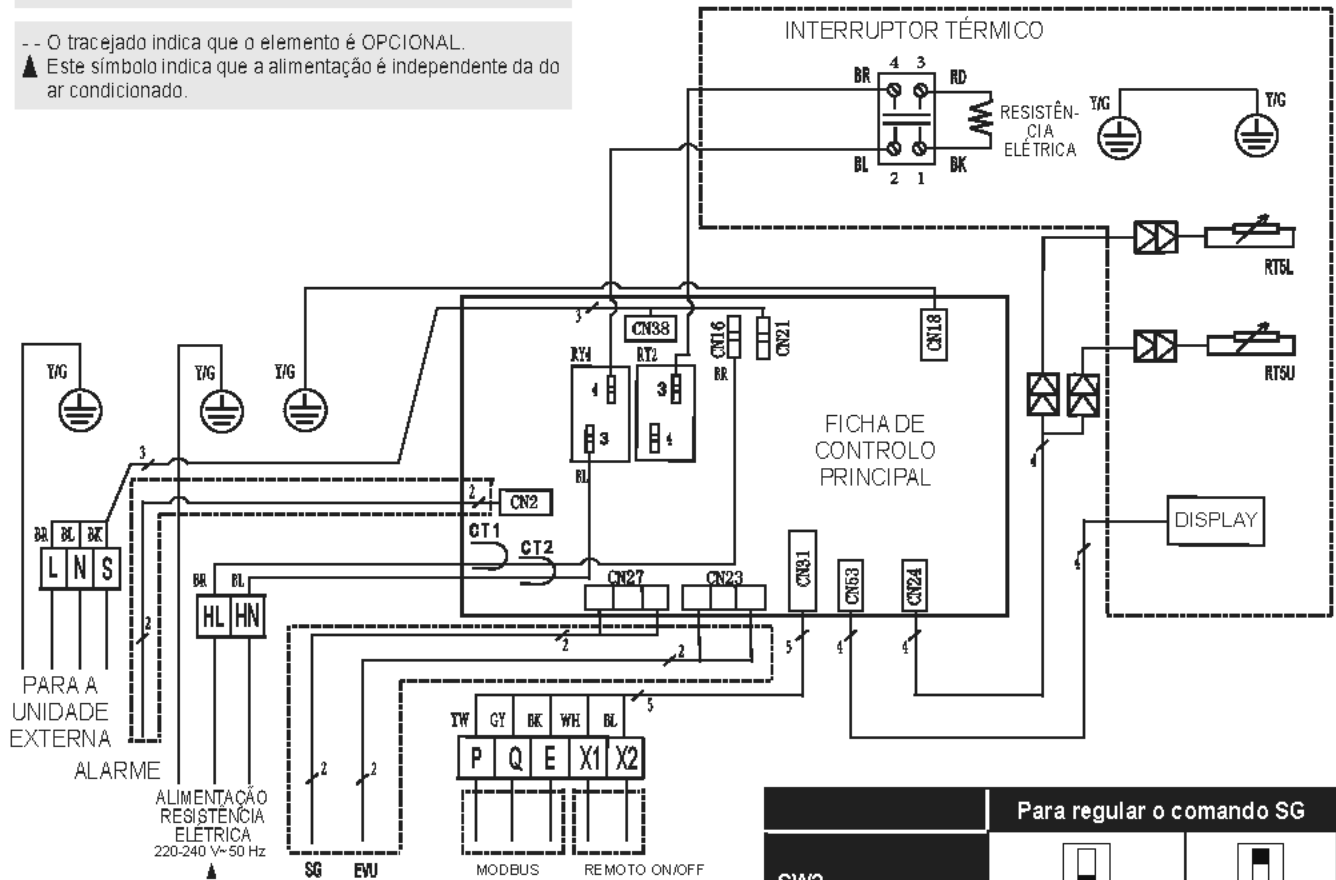 - - O tracejado indica que o elemento é OPCIONAL.
▲ Este símbolo indica que a alimentação é independente da do
ar condicionado.
INTERRUPTOR TÉRMICO
4 3
BR
RD
RESISTÊN-
CIA
ELÉTRICA
Y/G
Y/G
BL
BK
2 1
RT5L
RT5U
3
CN38
CN16
CN21
CN18
BR
RY4
RY2
4
3
3
4
BL
FICHA DE
CONTROLO
PRINCIPAL
Y/G
Y/G
Y/G
3
2
CN2
CT1
CT2
CN27
CN23
CN31
CN53
CN24
4
DISPLAY
4
BR BL BK
L N S
BR BL
HL HN
2
2
2
5
4
4
5
PARA A
UNIDADE
EXTERNA
ALARME
ALIMENTAÇÃO
RESISTÊNCIA
ELÉTRICA
220-240 V~ 50 Hz
▲
2
2
SG
EVU
YW GY BK WH BL
P Q E X1 X2
MODBUS
REMOTO ON/OFF
Para regular o comando SG